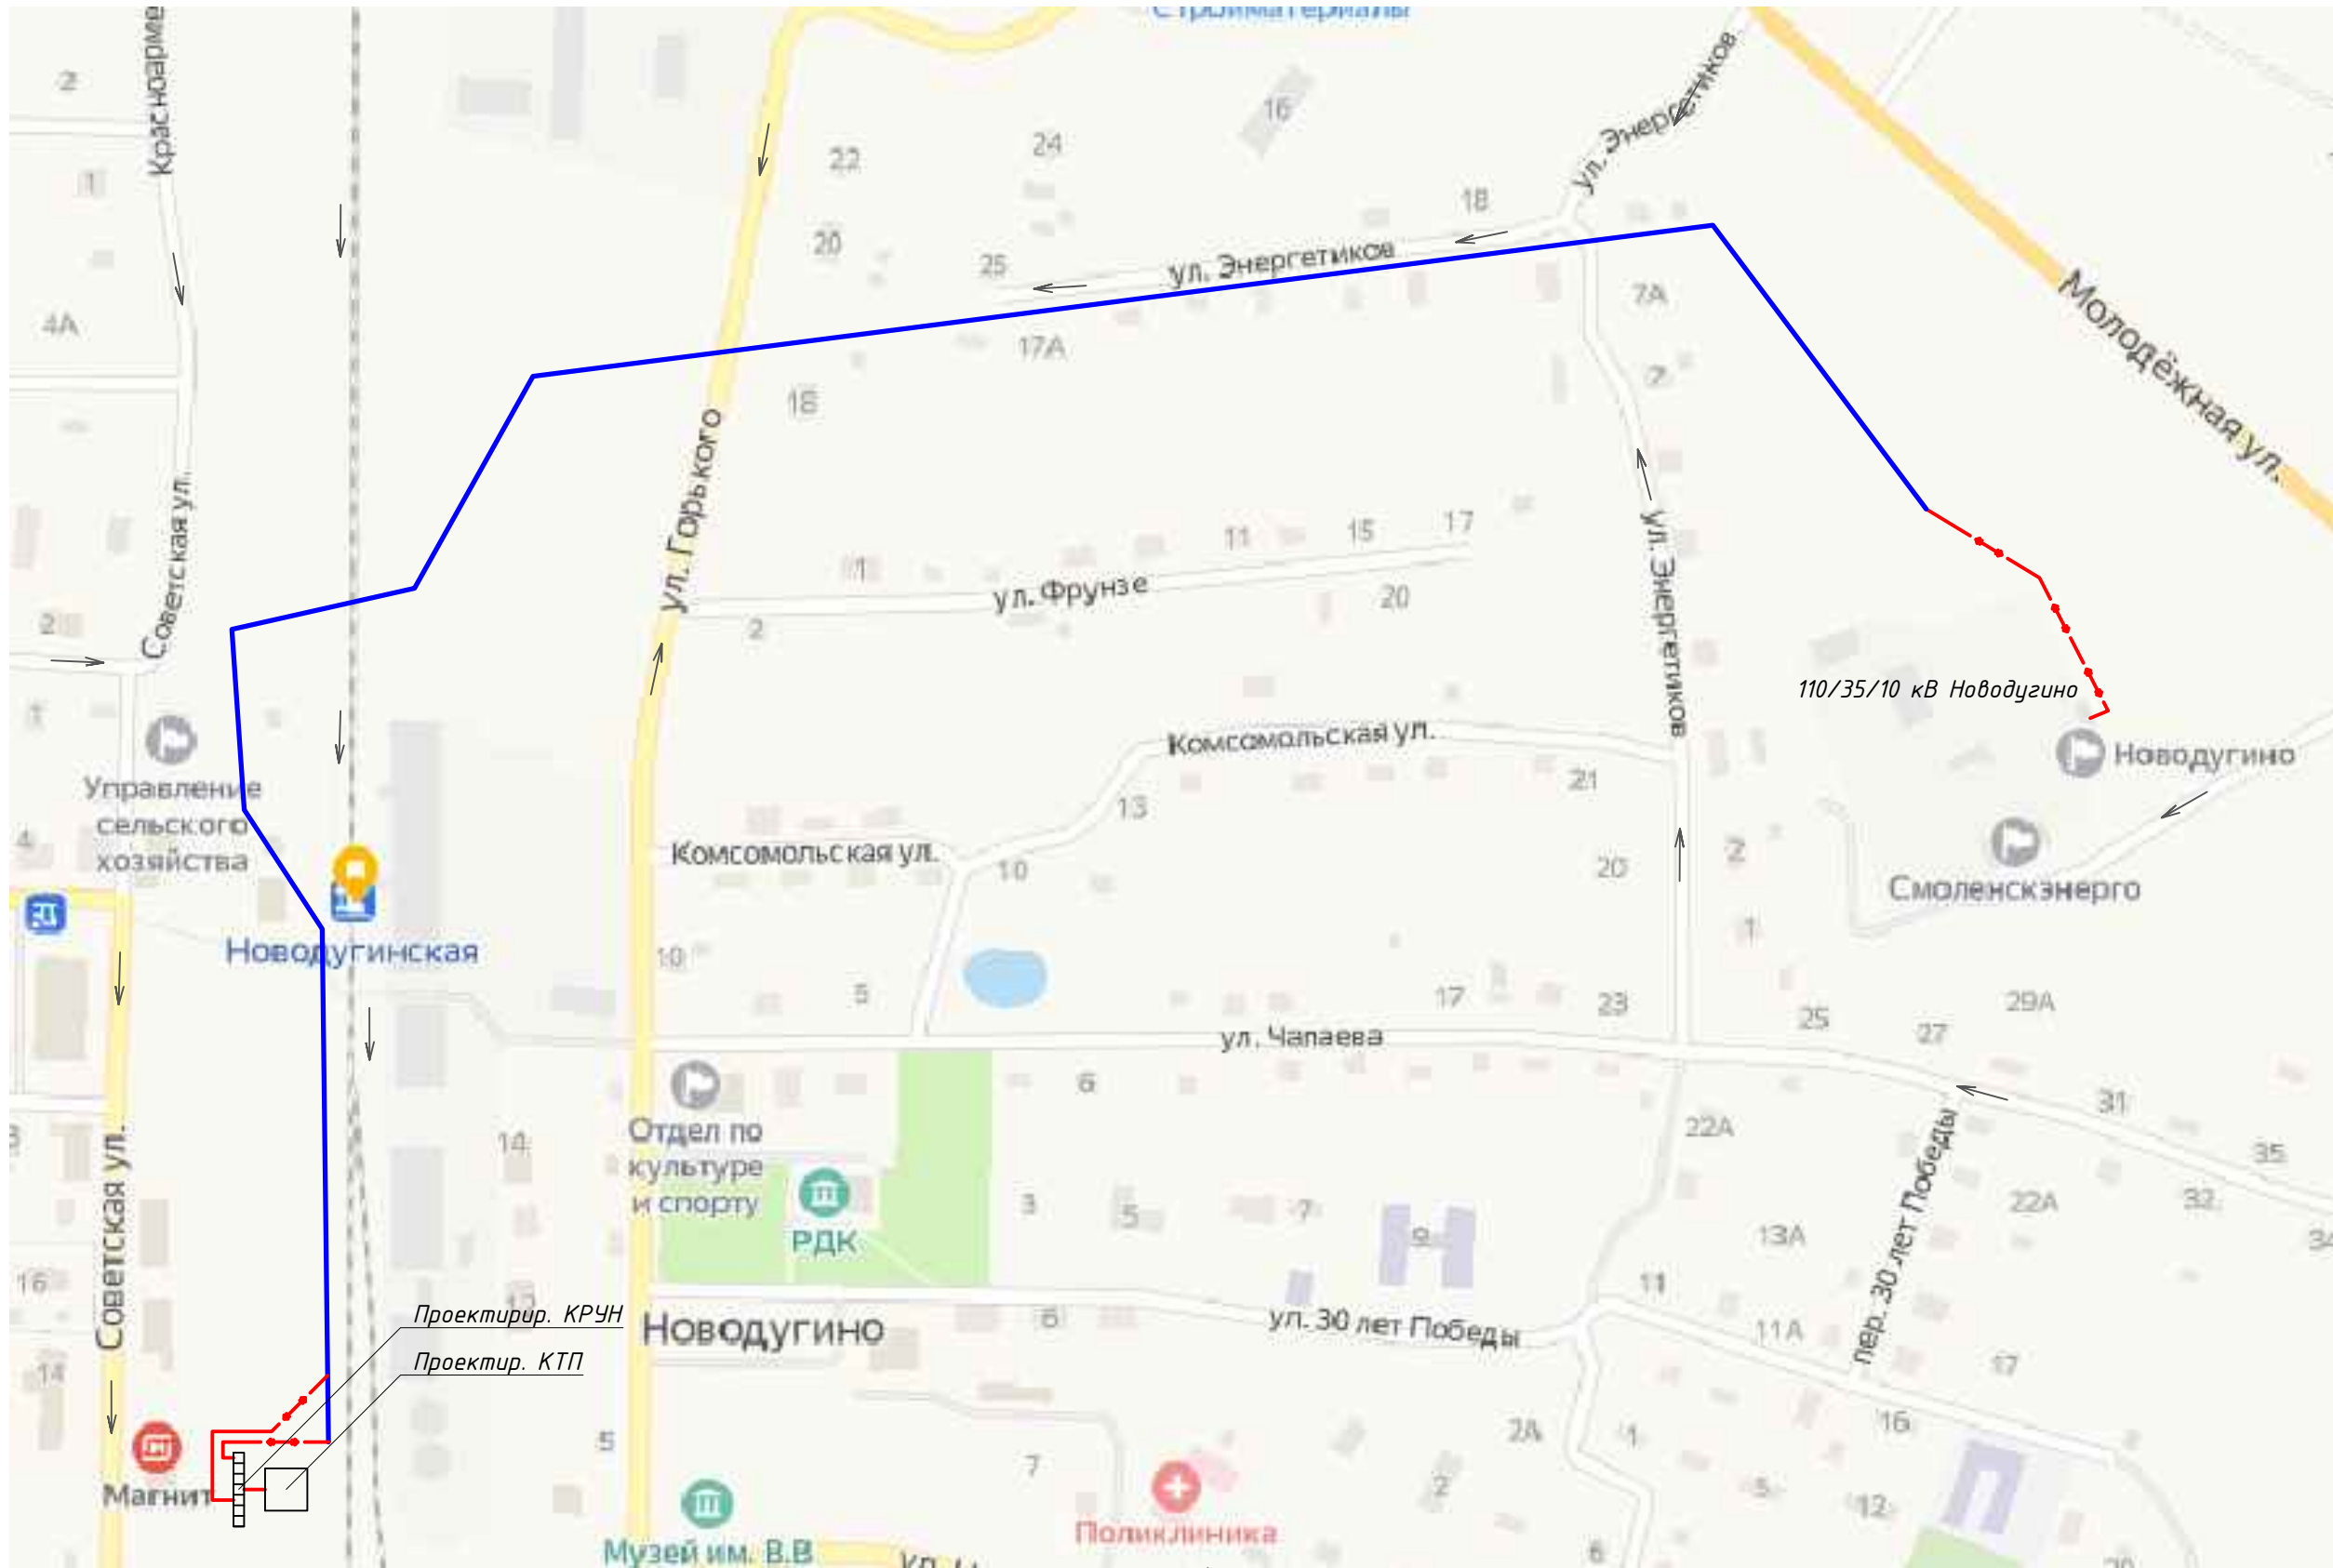 Стройматериалы
Красноарме
ул. Энергетиков
2
16
24
22
1
18
20
ул. Энергетиков
25
7А
Молодёжная ул.
4А
17А
7
18
ул. Горького
Советская ул.
11
15
17
ул. Энергетиков
1
ул. Фрунзе
20
2
2
110/35/10 кВ Новодугино
1
Комсомольская ул.
Новодугино
Управление
сельского
хозяйства
21
13
4
Комсомольская ул.
10
20
2
Смоленскэнерго
1
Новодугинская
10
5
17
23
29А
25
27
ул. Чапаева
6
31
22А
Отдел по
культуре
и спорту
14
35
Советская ул.
пер. 30 лет Победы
3
5
7
9
22А
32
13А
34
РДК
16
11
12
Проектирир. КРУН
6
Новодугино
ул. 30 лет Победы
11А
Проектир. КТП
14
17
16
2А
1
5
7
2
5
12
Магнит
Поликлиника
Музей им. В.В
6